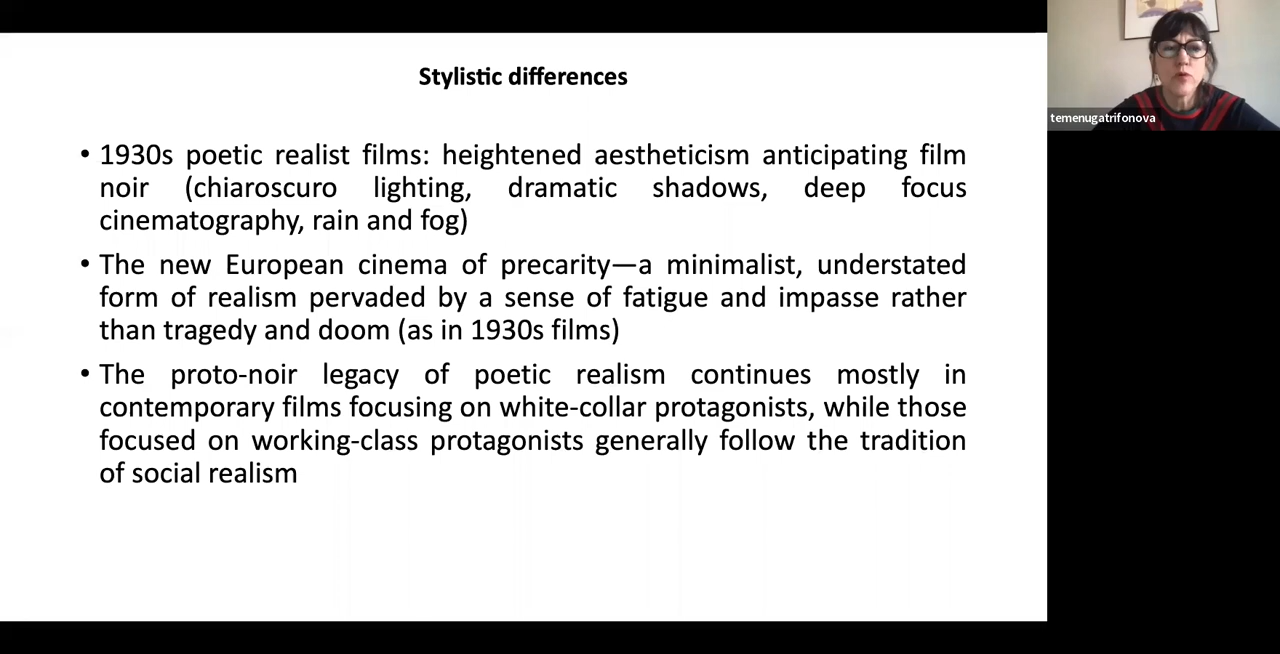 Stylistic differences
• 1930s poetic realist films: heightened aestheticism anticipating film
noir (chiaroscuro lighting, dramatic shadows, deep focus
cinematography, rain and fog)
• The new European cinema of precarity—a minimalist, understated
form of realism pervaded by a sense of fatigue and impasse rather
than tragedy and doom (as in 1930s films)
• The proto-noir legacy of poetic realism continues mostly in
contemporary films focusing on white-collar protagonists, while those
focused on working-class protagonists generally follow the tradition
of social realism
temenugatrifonova